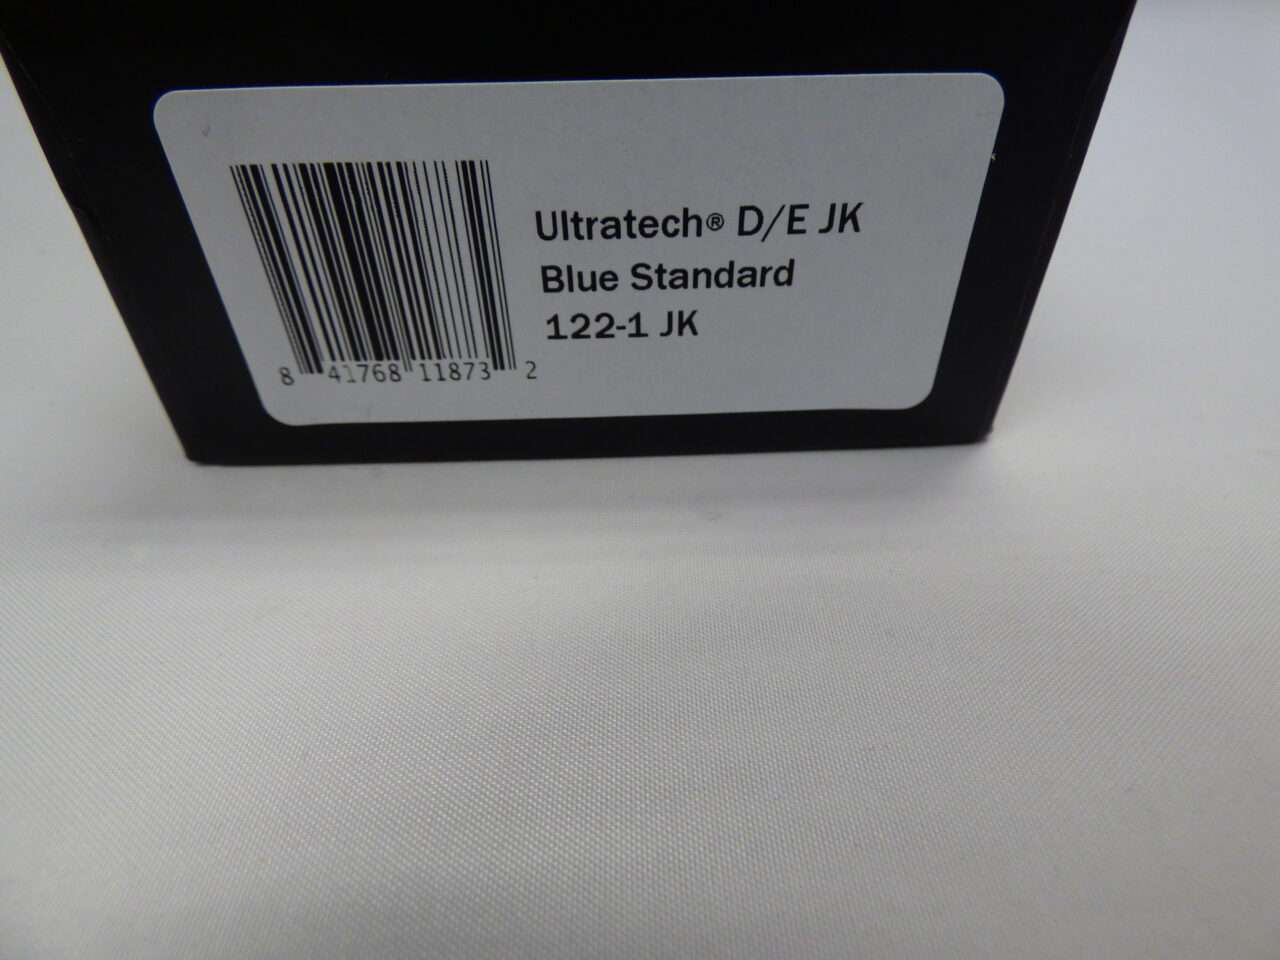 Ultratech® D/E JK
Blue Standard
122-1 JK
8 41768 11873 2